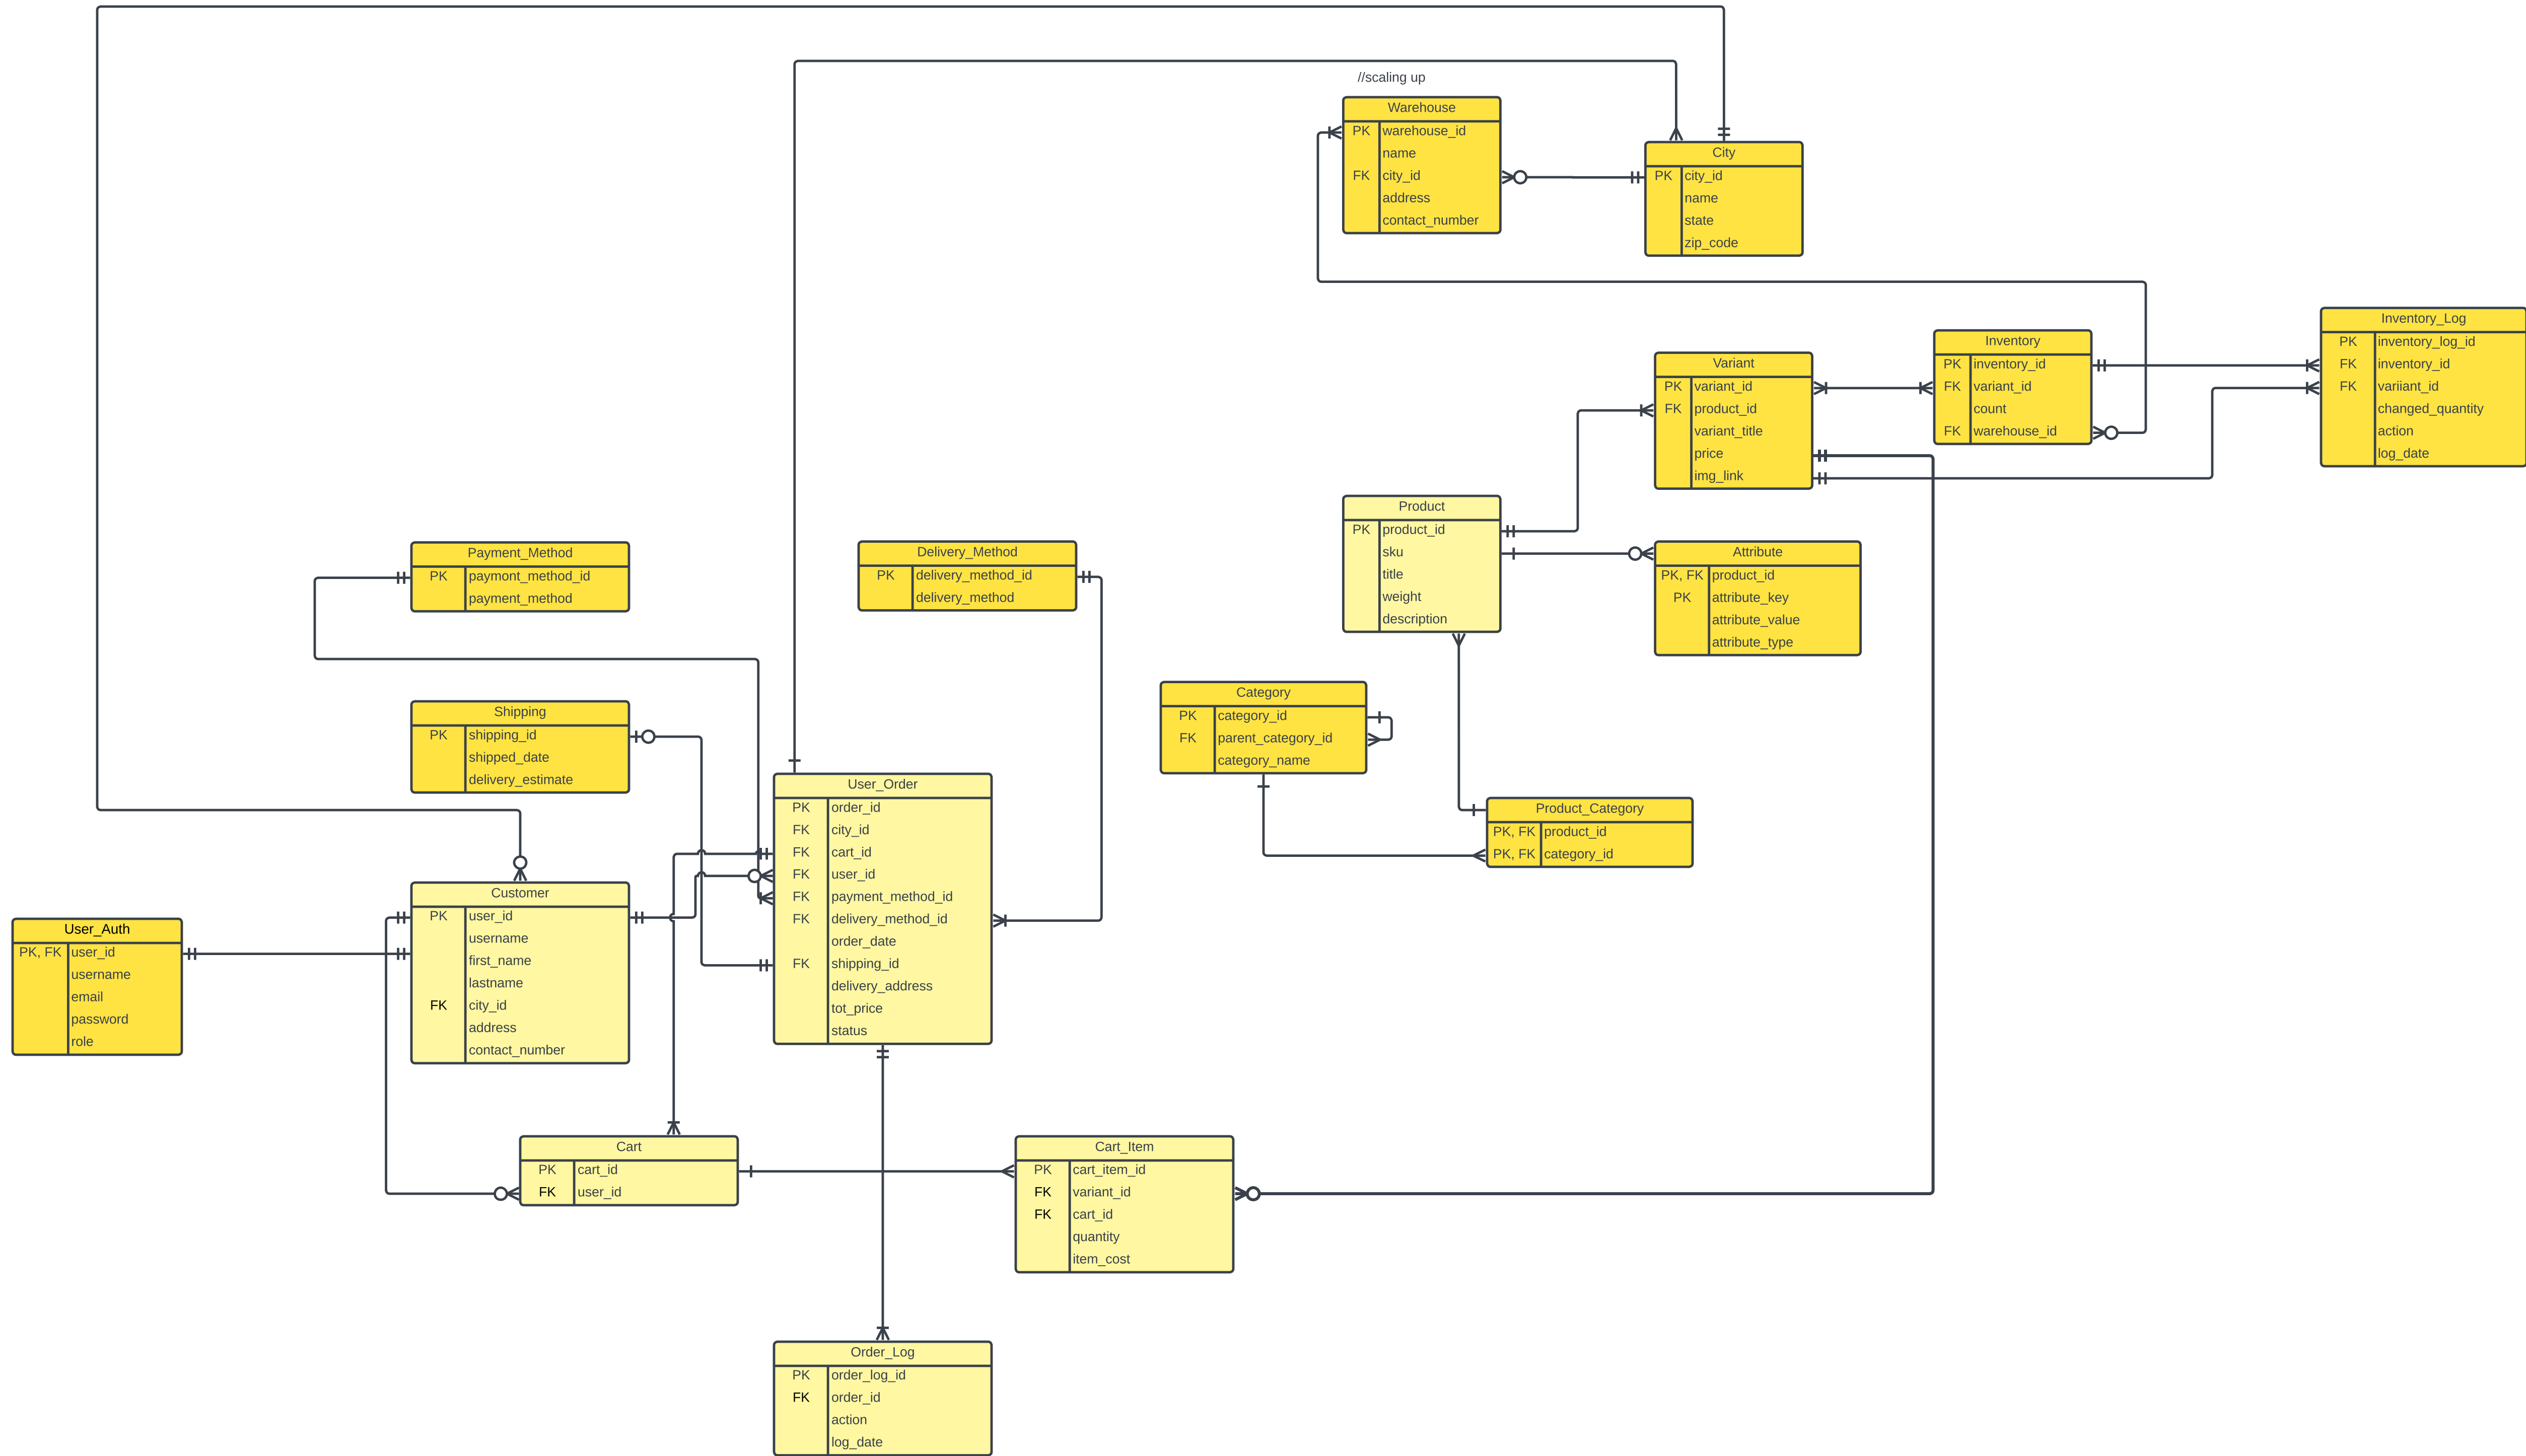 //scaling up
Warehouse
PK warehouse_id
name
FK city_id
address
contact_number
City
PK city_id
name
state
zip_code
Inventory_Log
PK inventory_log_id
FK inventory_id
FK variiant_id
changed_quantity
action
log_date
Inventory
PK inventory_id
FK variant_id
count
FK warehouse_id
Variant
PK variant_id
FK product_id
variant_title
price
img_link
Product
PK product_id
sku
title
weight
description
Payment_Method
PK paymont_method_id
payment_method
Delivery_Method
PK delivery_method_id
delivery_method
Attribute
PK, FK product_id
PK attribute_key
attribute_value
attribute_type
Category
PK category_id
FK parent_category_id
category_name
Shipping
PK shipping_id
shipped_date
delivery_estimate
User_Order
PK order_id
FK city_id
FK cart_id
FK user_id
FK payment_method_id
FK delivery_method_id
order_date
FK shipping_id
delivery_address
tot_price
status
Product_Category
PK, FK product_id
PK, FK category_id
Customer
PK user_id
username
first_name
lastname
FK city_id
address
contact_number
User_Auth
PK, FK user_id
username
email
password
role
Cart
PK cart_id
FK user_id
Cart_Item
PK cart_item_id
FK variant_id
FK cart_id
quantity
item_cost
Order_Log
PK order_log_id
FK order_id
action
log_date